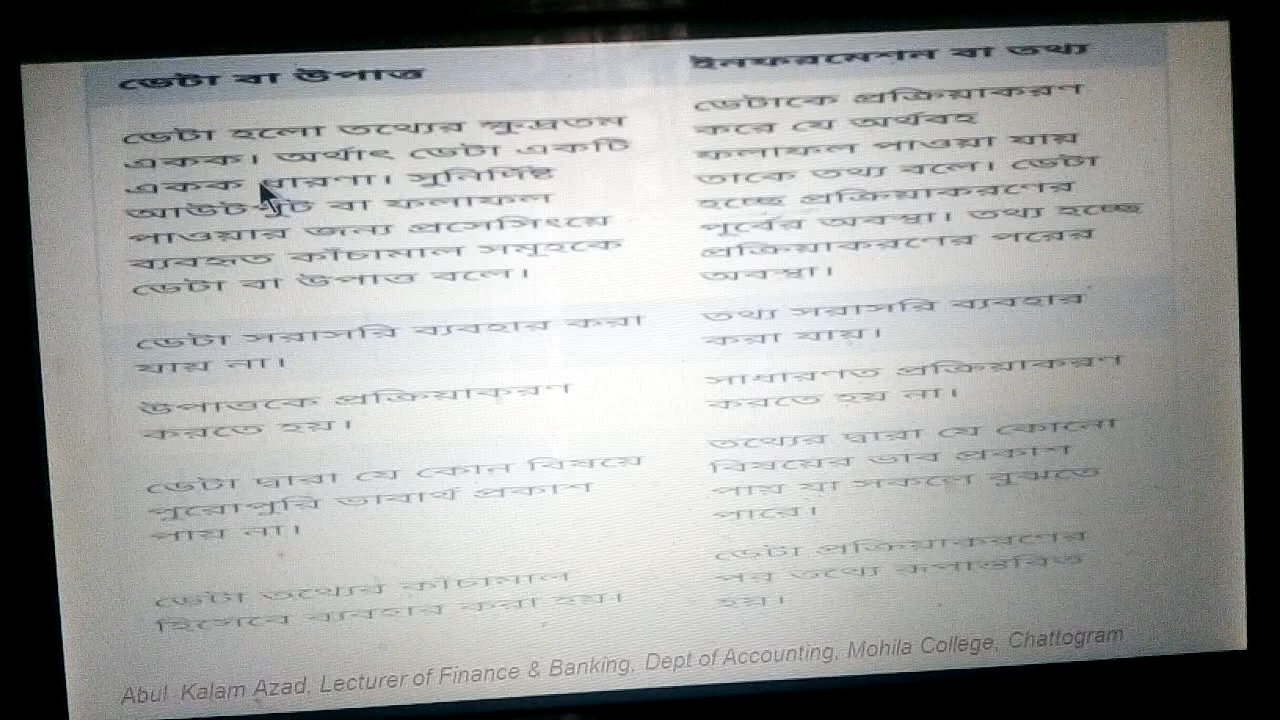 ডেটা বা উপাত্ত
ডেটা হলো তথ্যের ক্ষুদ্রতম
একক। অর্থাৎ ডেটা একটি
একক ধারণা। সুনির্দিষ্ট
আউটপুট বা ফলাফল
পাওয়ার জন্য প্রসেসিংয়ে
ব্যবহৃত কাঁচামাল সমূহকে
ডেটা বা উপাত্ত বলে।
ডেটা সরাসরি ব্যবহার করা
যায় না।
উপাত্তকে প্রক্রিয়াকরণ
করতে হয়।
ডেটা দ্বারা যে কোন বিষয়ে
পুরোপুরি ভাবার্থ প্রকাশ
পায় না।
ডেটা তথ্যের কাঁচামাল
হিসেবে ব্যবহার করা হয়।
ইনফরমেশন বা তথ্য
ডেটাকে প্রক্রিয়াকরণ
করে যে অর্থবহ
ফলাফল পাওয়া যায়
তাকে তথ্য বলে। ডেটা
হচ্ছে প্রক্রিয়াকরণের
পূর্বের অবস্থা। তথ্য হচ্ছে
প্রক্রিয়াকরণের পরের
অবস্থা।
তথ্য সরাসরি ব্যবহার
করা যায়।
সাধারণত প্রক্রিয়াকরণ
করতে হয় না।
তথ্যের দ্বারা যে কোনো
বিষয়ের ভাব প্রকাশ
পায় যা সকলে বুঝতে
পারে।
ডেটা প্রক্রিয়াকরণের
পর তথ্যে রূপান্তরিত
হয়।
Abul Kalam Azad, Lecturer of Finance & Banking, Dept of Accounting, Mohila College, Chattogram